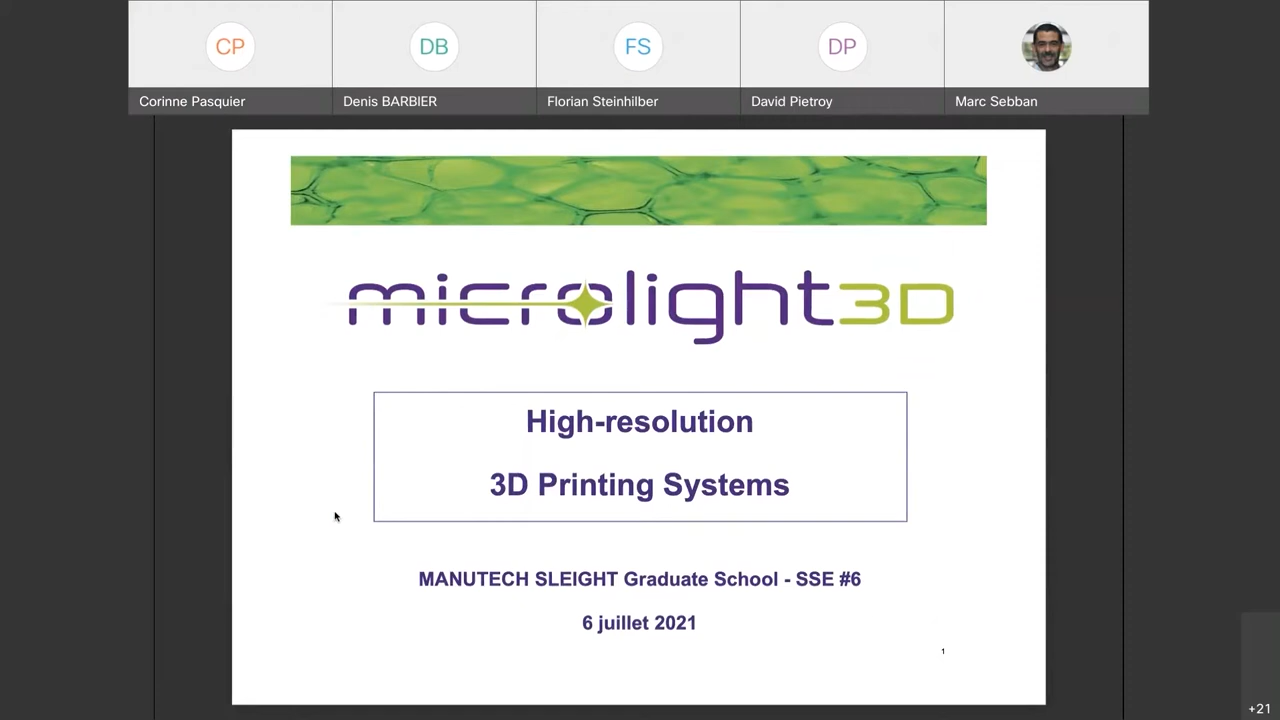 CP
DB
FS
DP
Corinne Pasquier
Denis BARBIER
Florian Steinhilber
David Pietroy
Marc Sebban
microlight3D
High-resolution
3D Printing Systems
MANUTECH SLEIGHT Graduate School - SSE #6
6 juillet 2021
1
+21